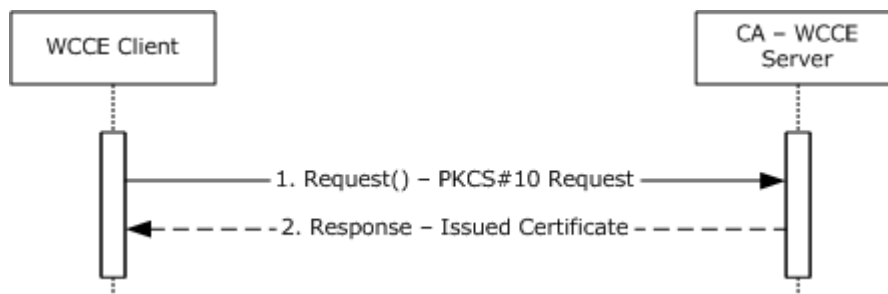 WCCE Client
CA – WCCE
Server
1. Request() – PKCS#10 Request
2. Response – Issued Certificate